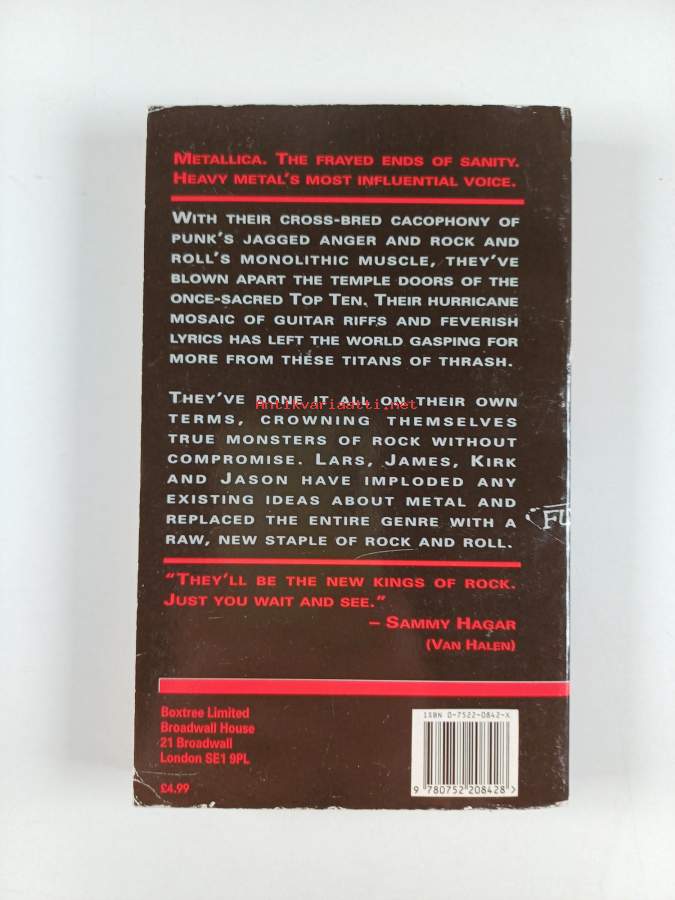 METALLICA. THE FRAYED ENDS OF SANITY.
HEAVY METAL'S MOST INFLUENTIAL VOICE.
WITH THEIR CROSS-BRED CACOPHONY OF
PUNK'S JAGGED ANGER AND ROCK AND
ROLL'S MONOLITHIC MUSCLE, THEY'VE
BLOWN APART THE TEMPLE DOORS OF THE
ONCE-SACRED TOP TEN. THEIR HURRICANE
MOSAIC OF GUITAR RIFFS AND FEVERISH
LYRICS HAS LEFT THE WORLD GASPING FOR
MORE FROM THESE TITANS OF THRASH.
THEY'VE DONE IT ALL ON THEIR OWN
Antikvariaatti.net
TERMS, CROWNING THEMSELVES
TRUE MONSTERS OF ROCK WITHOUT
COMPROMISE. LARS, JAMES, KIRK
AND JASON HAVE IMPLODED ANY
EXISTING IDEAS ABOUT METAL AND
REPLACED THE ENTIRE GENRE WITH A
RAW, NEW STAPLE OF ROCK AND ROLL.
FU
"THEY'LL BE THE NEW KINGS OF ROCK.
JUST YOU WAIT AND SEE."
– SAMMY HAGAR
(VAN HALEN)
Boxtree Limited
Broadwall House
21 Broadwall
London SE1 9PL
£4.99
ISBN 0-7522-0842-X
9 780752 208428 >